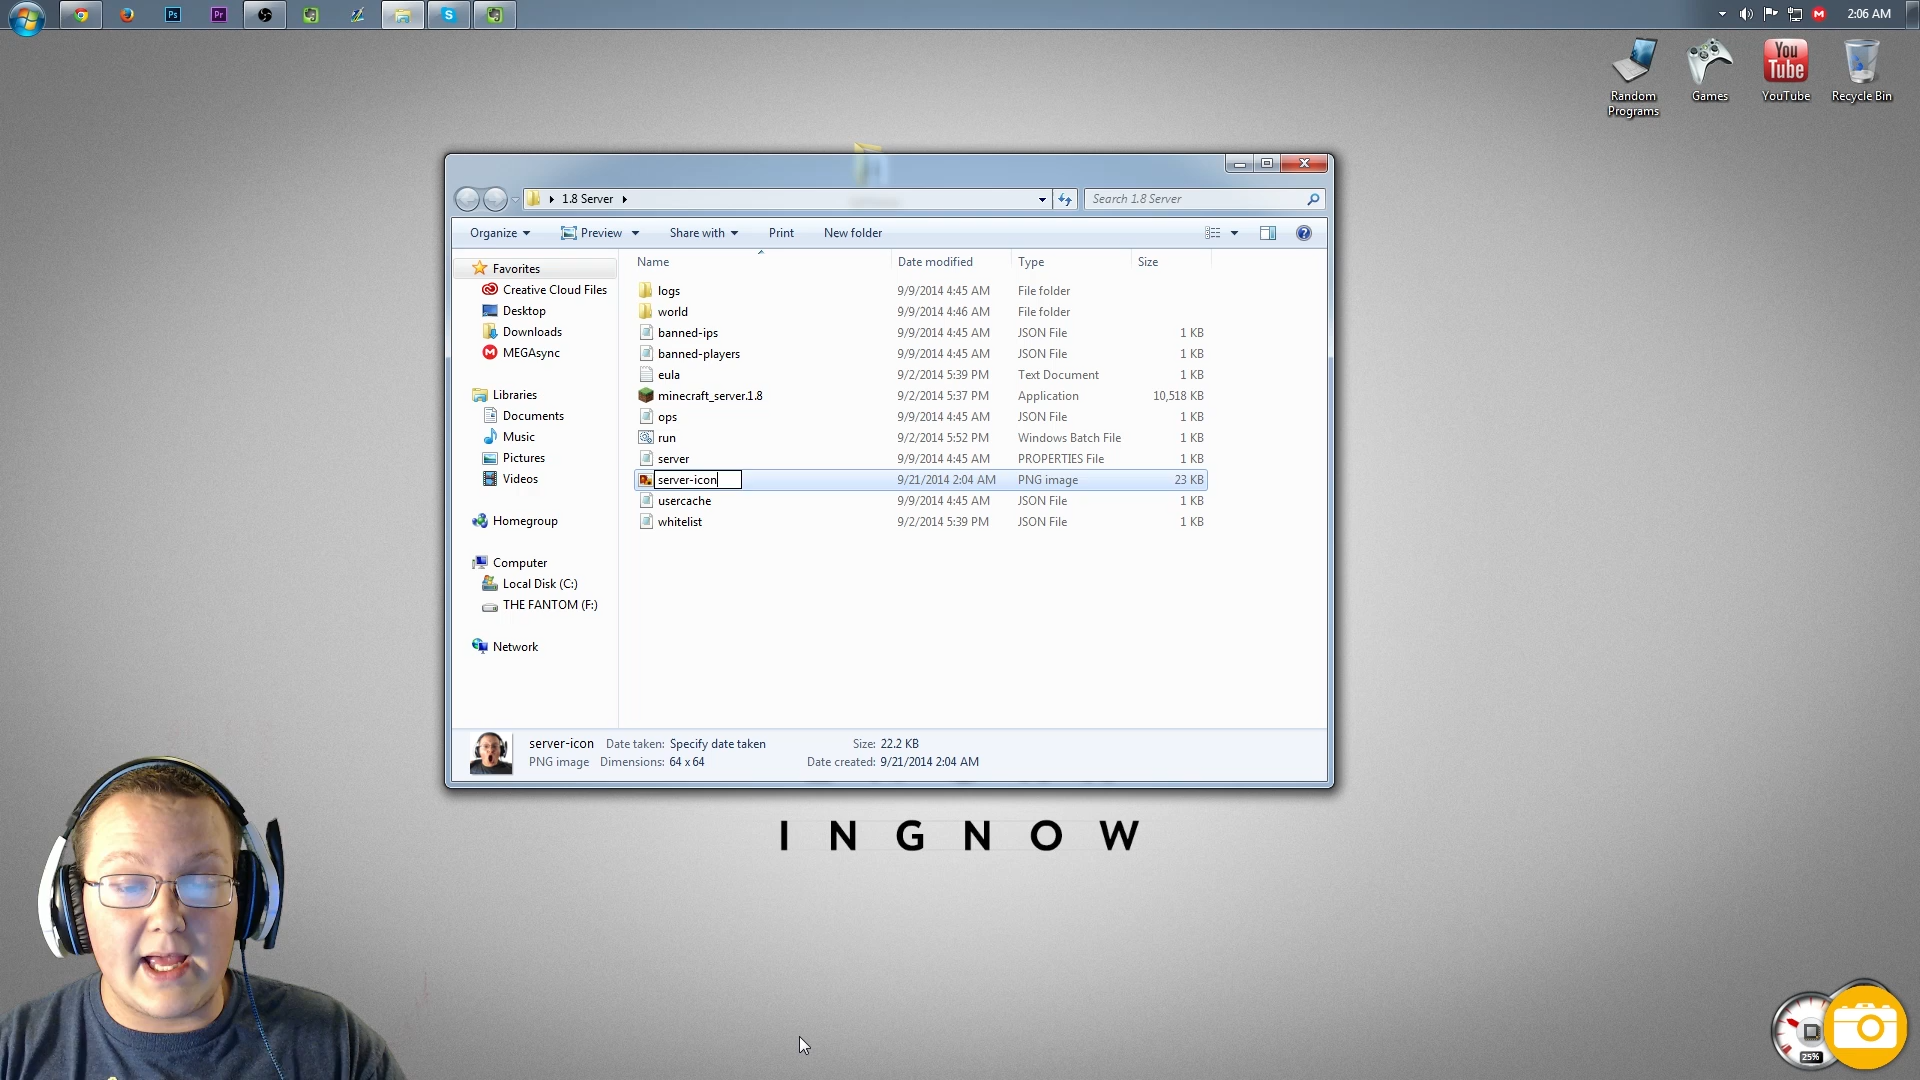 Ps
Pr
S
M
2:06 AM
Random Programs
Games
You Tube
YouTube
Recycle Bin
1.8 Server
Search 1.8 Server
Organize Preview Share with Print New folder
Name Date modified Type Size
Favorites
Creative Cloud Files
Desktop
Downloads
MEGAsync
Libraries
Documents
Music
Pictures
Videos
Homegroup
Computer
Local Disk (C:)
THE FANTOM (F:)
Network
logs 9/9/2014 4:45 AM File folder
world 9/9/2014 4:46 AM File folder
banned-ips 9/9/2014 4:45 AM JSON File 1 KB
banned-players 9/9/2014 4:45 AM JSON File 1 KB
eula 9/2/2014 5:39 PM Text Document 1 KB
minecraft_server.1.8 9/2/2014 5:37 PM Application 10,518 KB
ops 9/9/2014 4:45 AM JSON File 1 KB
run 9/2/2014 5:52 PM Windows Batch File 1 KB
server 9/9/2014 4:45 AM PROPERTIES File 1 KB
server-icon 9/21/2014 2:04 AM PNG image 23 KB
usercache 9/9/2014 4:45 AM JSON File 1 KB
whitelist 9/2/2014 5:39 PM JSON File 1 KB
server-icon Date taken: Specify date taken Size: 22.2 KB
PNG image Dimensions: 64 x 64 Date created: 9/21/2014 2:04 AM
INGNOW
25%